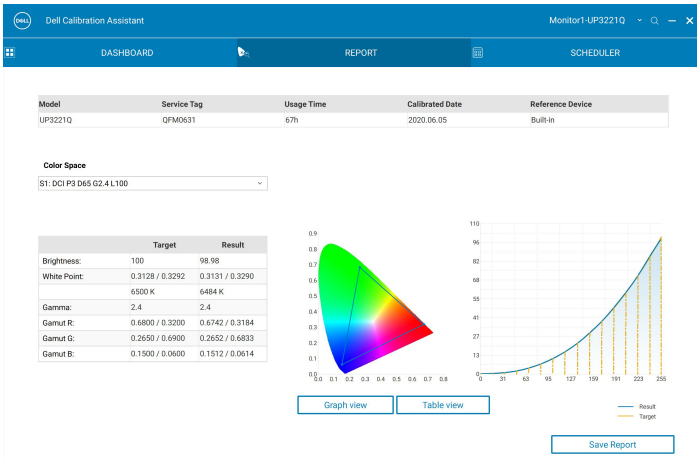 DELL Dell Calibration Assistant Monitor1-UP3221Q
DASHBOARD REPORT SCHEDULER
Model Service Tag Usage Time Calibrated Date Reference Device
UP3221Q QFM0631 67h 2020.06.05 Built-in
Color Space
S1: DCI P3 D65 G2.4 L100
Target Result
Brightness: 100 98.98
White Point: 0.3128 / 0.3292 0.3131 / 0.3290
6500 K 6484 K
Gamma: 2.4 2.4
Gamut R: 0.6800 / 0.3200 0.6742 / 0.3184
Gamut G: 0.2650 / 0.6900 0.2652 / 0.6833
Gamut B: 0.1500 / 0.0600 0.1512 / 0.0614
0.9
0.8
0.7
0.6
0.5
0.4
0.3
0.2
0.1
0.0
0.0 0.1 0.2 0.3 0.4 0.5 0.6 0.7 0.8
110
96
82
68
55
41
27
13
0 31 63 95 127 159 191 223 255
Graph view Table view
Result
Target
Save Report